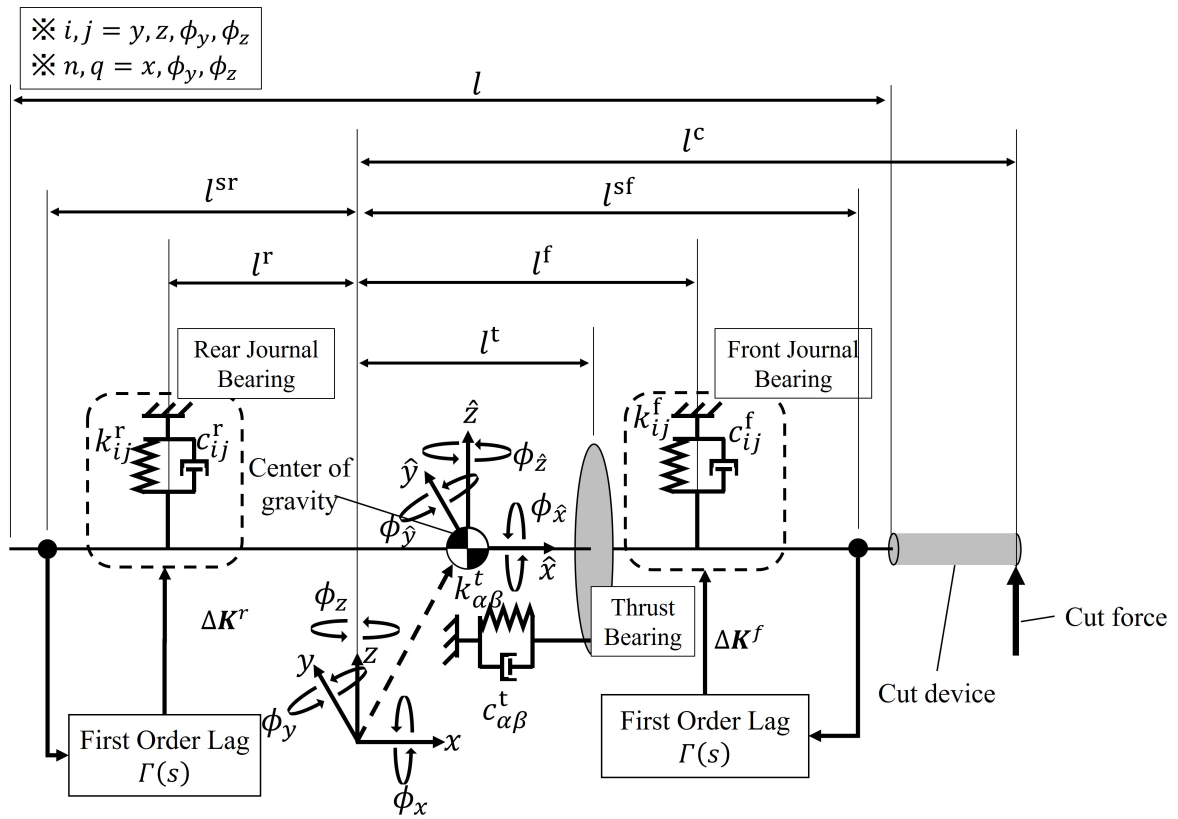 ※ i, j = y, z, ϕ_y, ϕ_z
※ n, q = x, ϕ_y, ϕ_z
l
l^c
l^sr
l^sf
l^r
l^f
l^t
Rear Journal
Bearing
Front Journal
Bearing
k^r_ij
c^r_ij
k^f_ij
c^f_ij
Center of
gravity
ẑ
ϕ_ẑ
ŷ
ϕ_ŷ
ϕ_x̂
x̂
k^t_αβ
c^t_αβ
Thrust
Bearing
ΔK^r
ΔK^f
ϕ_z
z
y
ϕ_y
x
ϕ_x
First Order Lag
Γ(s)
First Order Lag
Γ(s)
Cut force
Cut device